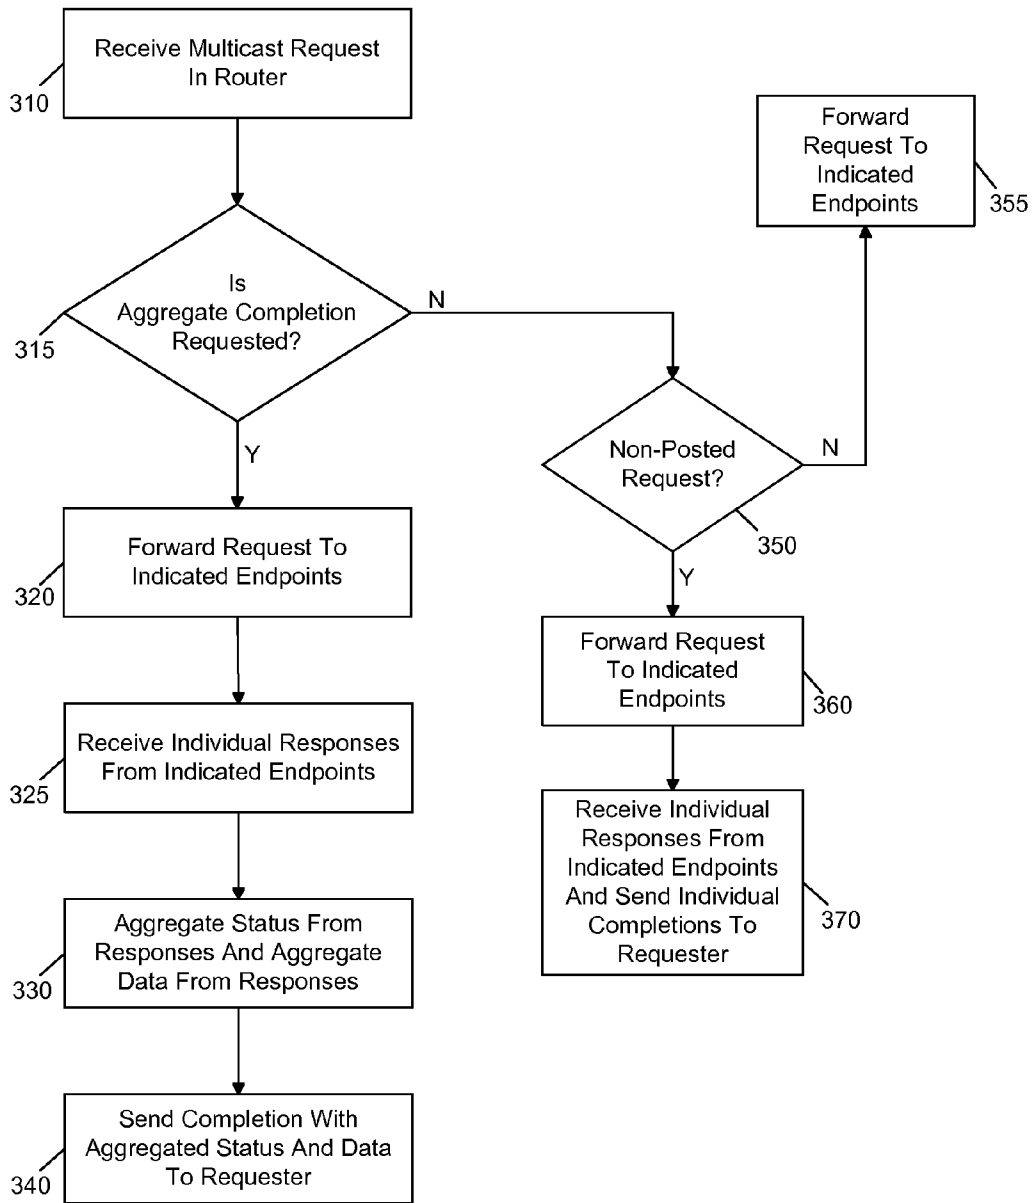 Receive Multicast Request
In Router
310
Is
Aggregate Completion
Requested?
315
N
Y
Forward Request To
Indicated Endpoints
320
Receive Individual Responses
From Indicated Endpoints
325
Aggregate Status From
Responses And Aggregate
Data From Responses
330
Send Completion With
Aggregated Status And Data
To Requester
340
Forward
Request To
Indicated
Endpoints
355
Non-Posted
Request?
N
350
Y
Forward Request
To Indicated
Endpoints
360
Receive Individual
Responses From
Indicated Endpoints
And Send Individual
Completions To
Requester
370